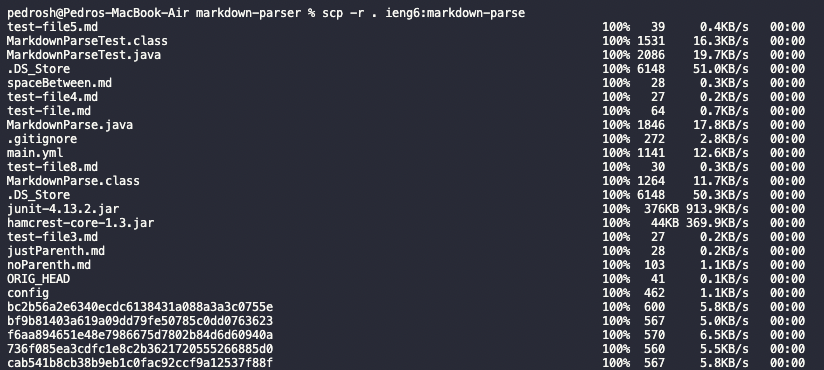 pedrosh@Pedros-MacBook-Air markdown-parser % scp -r . ieng6:markdown-parse
test-file5.md 100% 39 0.4KB/s 00:00
MarkdownParseTest.class 100% 1531 16.3KB/s 00:00
MarkdownParseTest.java 100% 2086 19.7KB/s 00:00
.DS_Store 100% 6148 51.0KB/s 00:00
spaceBetween.md 100% 28 0.3KB/s 00:00
test-file4.md 100% 27 0.2KB/s 00:00
test-file.md 100% 64 0.7KB/s 00:00
MarkdownParse.java 100% 1846 17.8KB/s 00:00
.gitignore 100% 272 2.8KB/s 00:00
main.yml 100% 1141 12.6KB/s 00:00
test-file8.md 100% 30 0.3KB/s 00:00
MarkdownParse.class 100% 1264 11.7KB/s 00:00
.DS_Store 100% 6148 50.3KB/s 00:00
junit-4.13.2.jar 100% 376KB 913.9KB/s 00:00
hamcrest-core-1.3.jar 100% 44KB 369.9KB/s 00:00
test-file3.md 100% 27 0.2KB/s 00:00
justParenth.md 100% 28 0.2KB/s 00:00
noParenth.md 100% 103 1.1KB/s 00:00
ORIG_HEAD 100% 41 0.1KB/s 00:00
config 100% 462 1.1KB/s 00:00
bc2b56a2e6340ecdc6138431a088a3a3c0755e 100% 600 5.8KB/s 00:00
bf9b81403a619a09dd79fe50785c0dd0763623 100% 567 5.0KB/s 00:00
f6aa894651e48e7986675d7802b84d6d60940a 100% 570 6.5KB/s 00:00
736f085ea3cdfc1e8c2b3621720555266885d0 100% 560 5.5KB/s 00:00
cab541b8cb38b9eb1c0fac92ccf9a12537f88f 100% 567 5.8KB/s 00:00